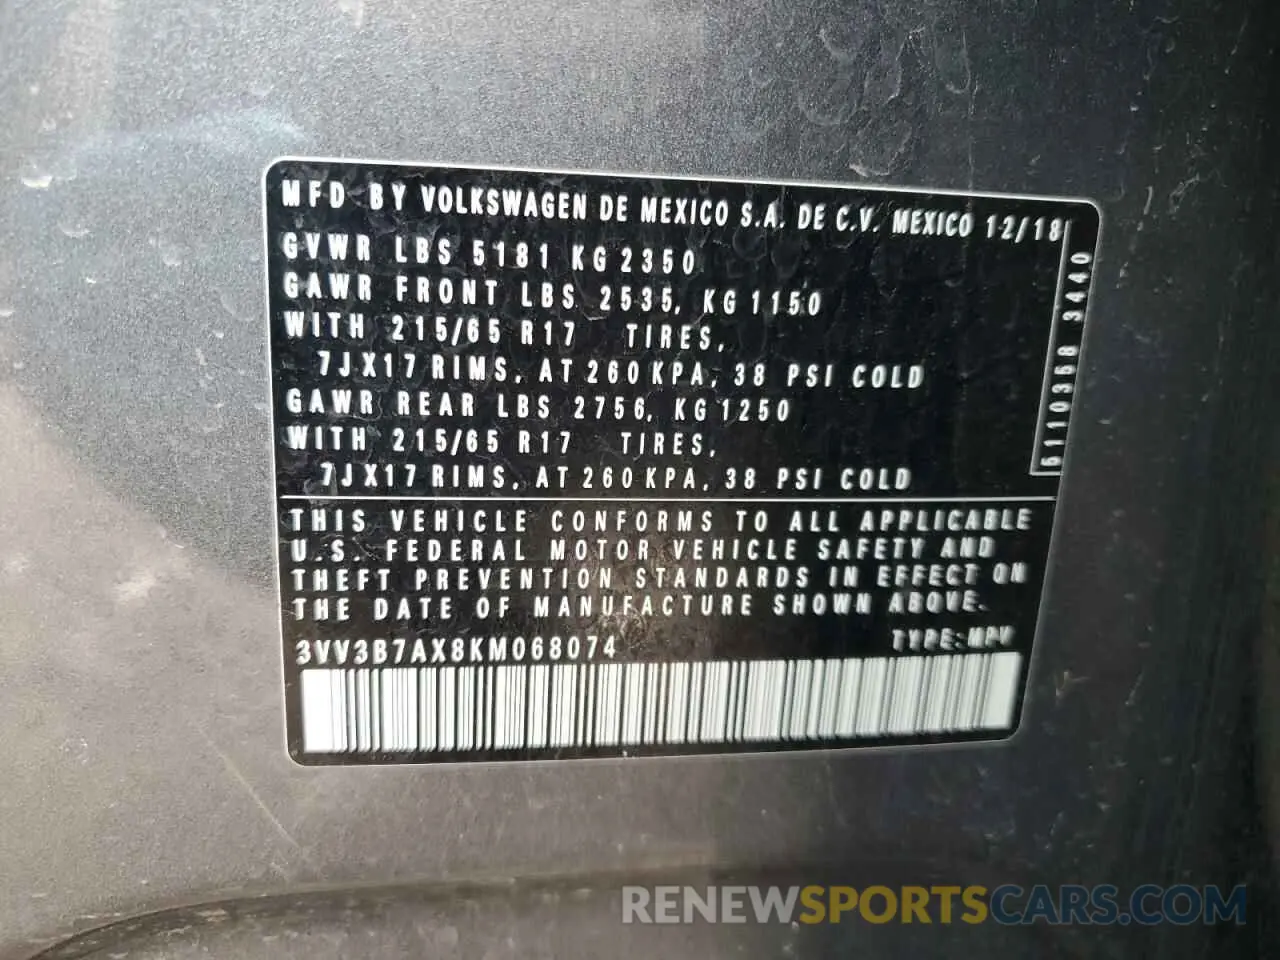 MFD BY VOLKSWAGEN DE MEXICO S.A. DE C.V. MEXICO 12/18
GVWR LBS 5181 KG 2350
GAWR FRONT LBS 2535, KG 1150
WITH 215/65 R17 TIRES,
7JX17 RIMS, AT 260 KPA, 38 PSI COLD
GAWR REAR LBS 2756, KG 1250
WITH 215/65 R17 TIRES,
7JX17 RIMS, AT 260 KPA, 38 PSI COLD
5110358 3440
THIS VEHICLE CONFORMS TO ALL APPLICABLE
U.S. FEDERAL MOTOR VEHICLE SAFETY AND
THEFT PREVENTION STANDARDS IN EFFECT ON
THE DATE OF MANUFACTURE SHOWN ABOVE.
3VV3B7AX8KM068074 TYPE: MPV
RENEWSPORTSCARS.COM